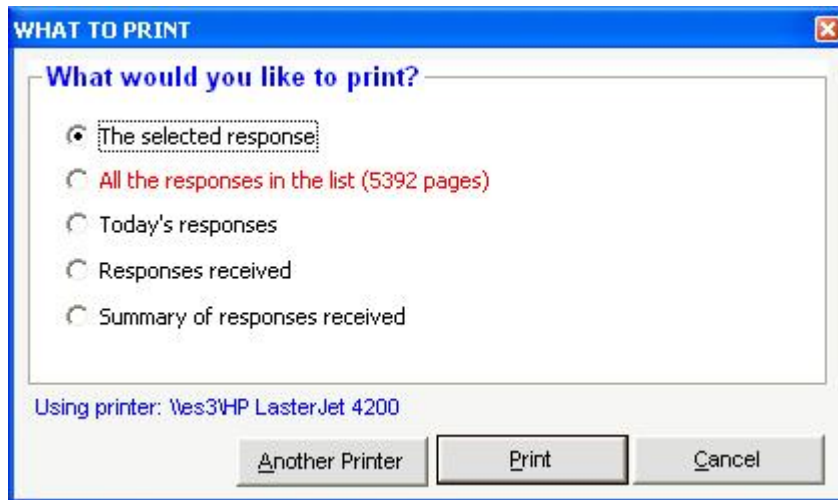 WHAT TO PRINT
What would you like to print?
The selected response
All the responses in the list (5392 pages)
Today's responses
Responses received
Summary of responses received
Using printer: \\es3\HP LasterJet 4200
Another Printer Print Cancel